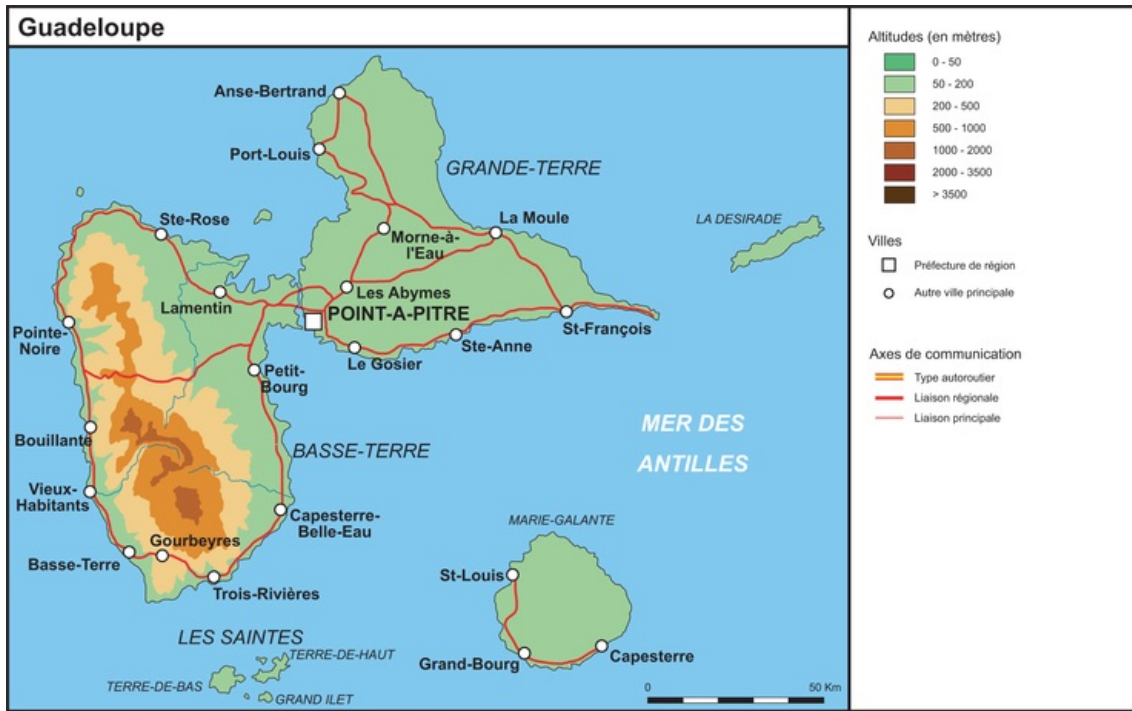 Guadeloupe
Anse-Bertrand
Port-Louis
GRANDE-TERRE
Ste-Rose
La Moule
LA DESIRADE
Morne-à-
l'Eau
Lamentin
Les Abymes
POINT-A-PITRE
St-François
Pointe-
Noire
Ste-Anne
Le Gosier
Petit-
Bourg
Bouillante
BASSE-TERRE
MER DES
ANTILLES
Vieux-
Habitants
Capesterre-
Belle-Eau
MARIE-GALANTE
Gourbeyres
Basse-Terre
St-Louis
Trois-Rivières
LES SAINTES
TERRE-DE-HAUT
Grand-Bourg
Capesterre
TERRE-DE-BAS
GRAND ILET
0 50 Km
Altitudes (en mètres)
0 - 50
50 - 200
200 - 500
500 - 1000
1000 - 2000
2000 - 3500
> 3500
Villes
Préfecture de région
Autre ville principale
Axes de communication
Type autoroutier
Liaison régionale
Liaison principale